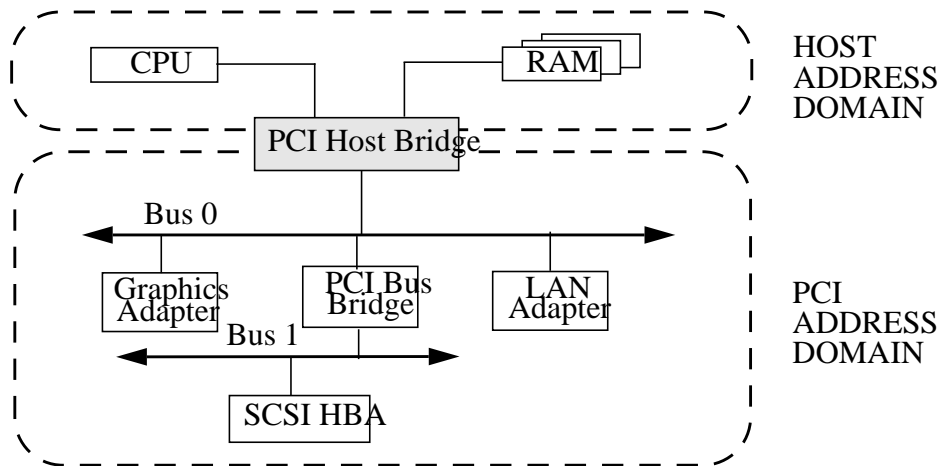 CPU
RAM
HOST
ADDRESS
DOMAIN
PCI Host Bridge
Bus 0
Graphics
Adapter
PCI Bus
Bridge
LAN
Adapter
PCI
ADDRESS
DOMAIN
Bus 1
SCSI HBA